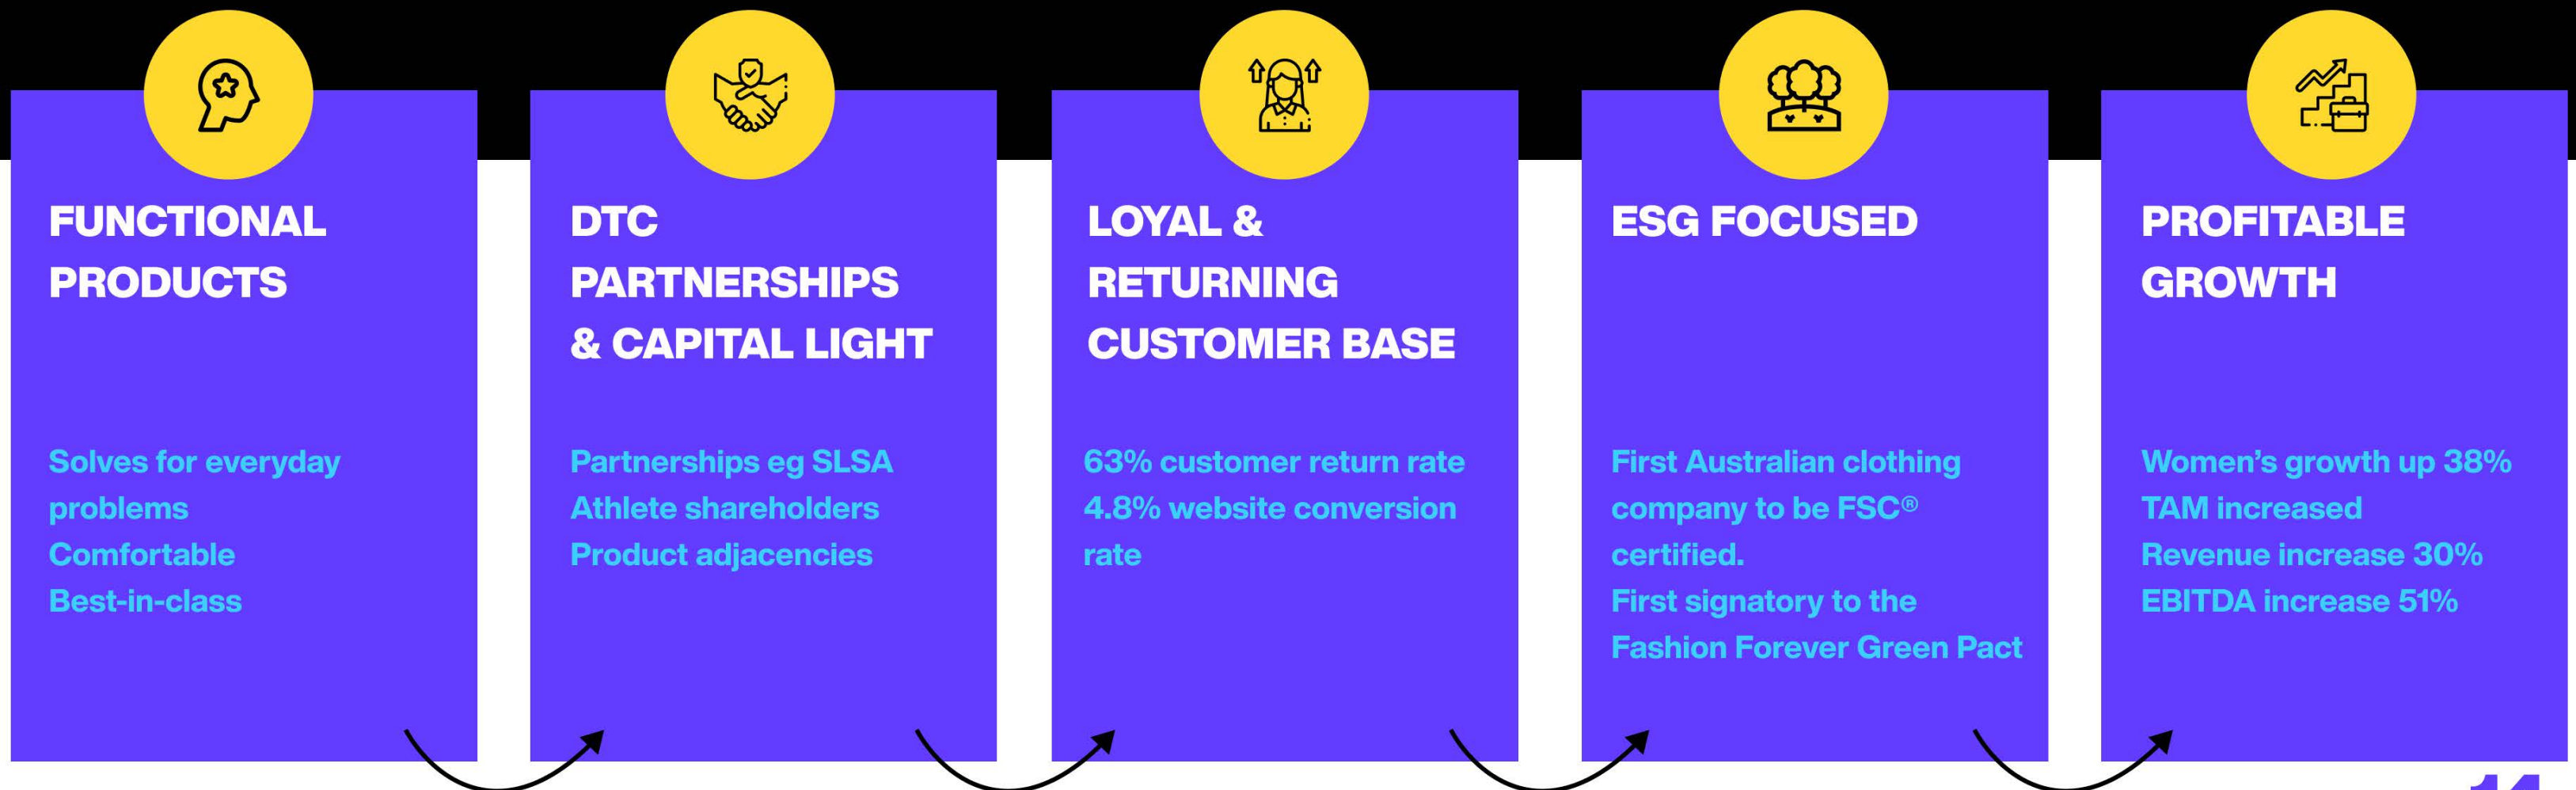 FUNCTIONAL
PRODUCTS
Solves for everyday
problems
Comfortable
Best-in-class
DTC
PARTNERSHIPS
& CAPITAL LIGHT
Partnerships eg SLSA
Athlete shareholders
Product adjacencies
LOYAL &
RETURNING
CUSTOMER BASE
63% customer return rate
4.8% website conversion
rate
ESG FOCUSED
First Australian clothing
company to be FSC®
certified.
First signatory to the
Fashion Forever Green Pact
PROFITABLE
GROWTH
Women’s growth up 38%
TAM increased
Revenue increase 30%
EBITDA increase 51%